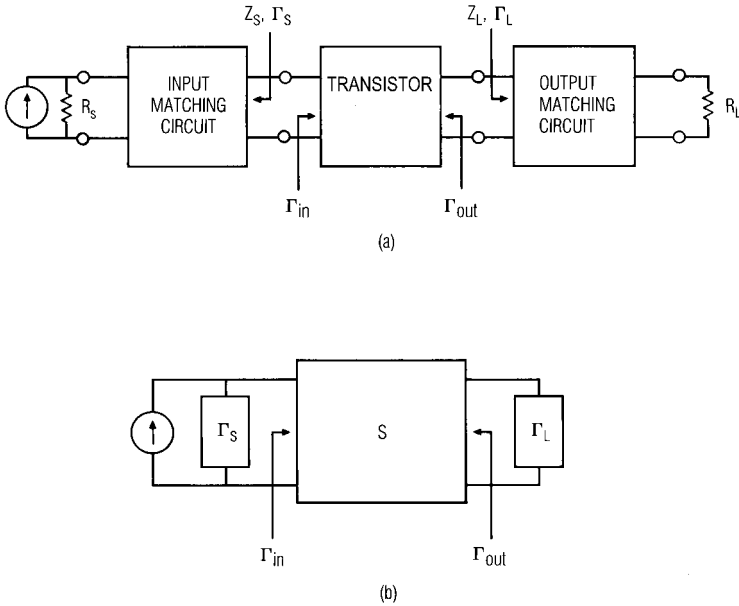 Z_S, Γ_S
Z_L, Γ_L
R_s
INPUT
MATCHING
CIRCUIT
TRANSISTOR
OUTPUT
MATCHING
CIRCUIT
R_L
Γ_in
Γ_out
(a)
Γ_S
S
Γ_L
Γ_in
Γ_out
(b)